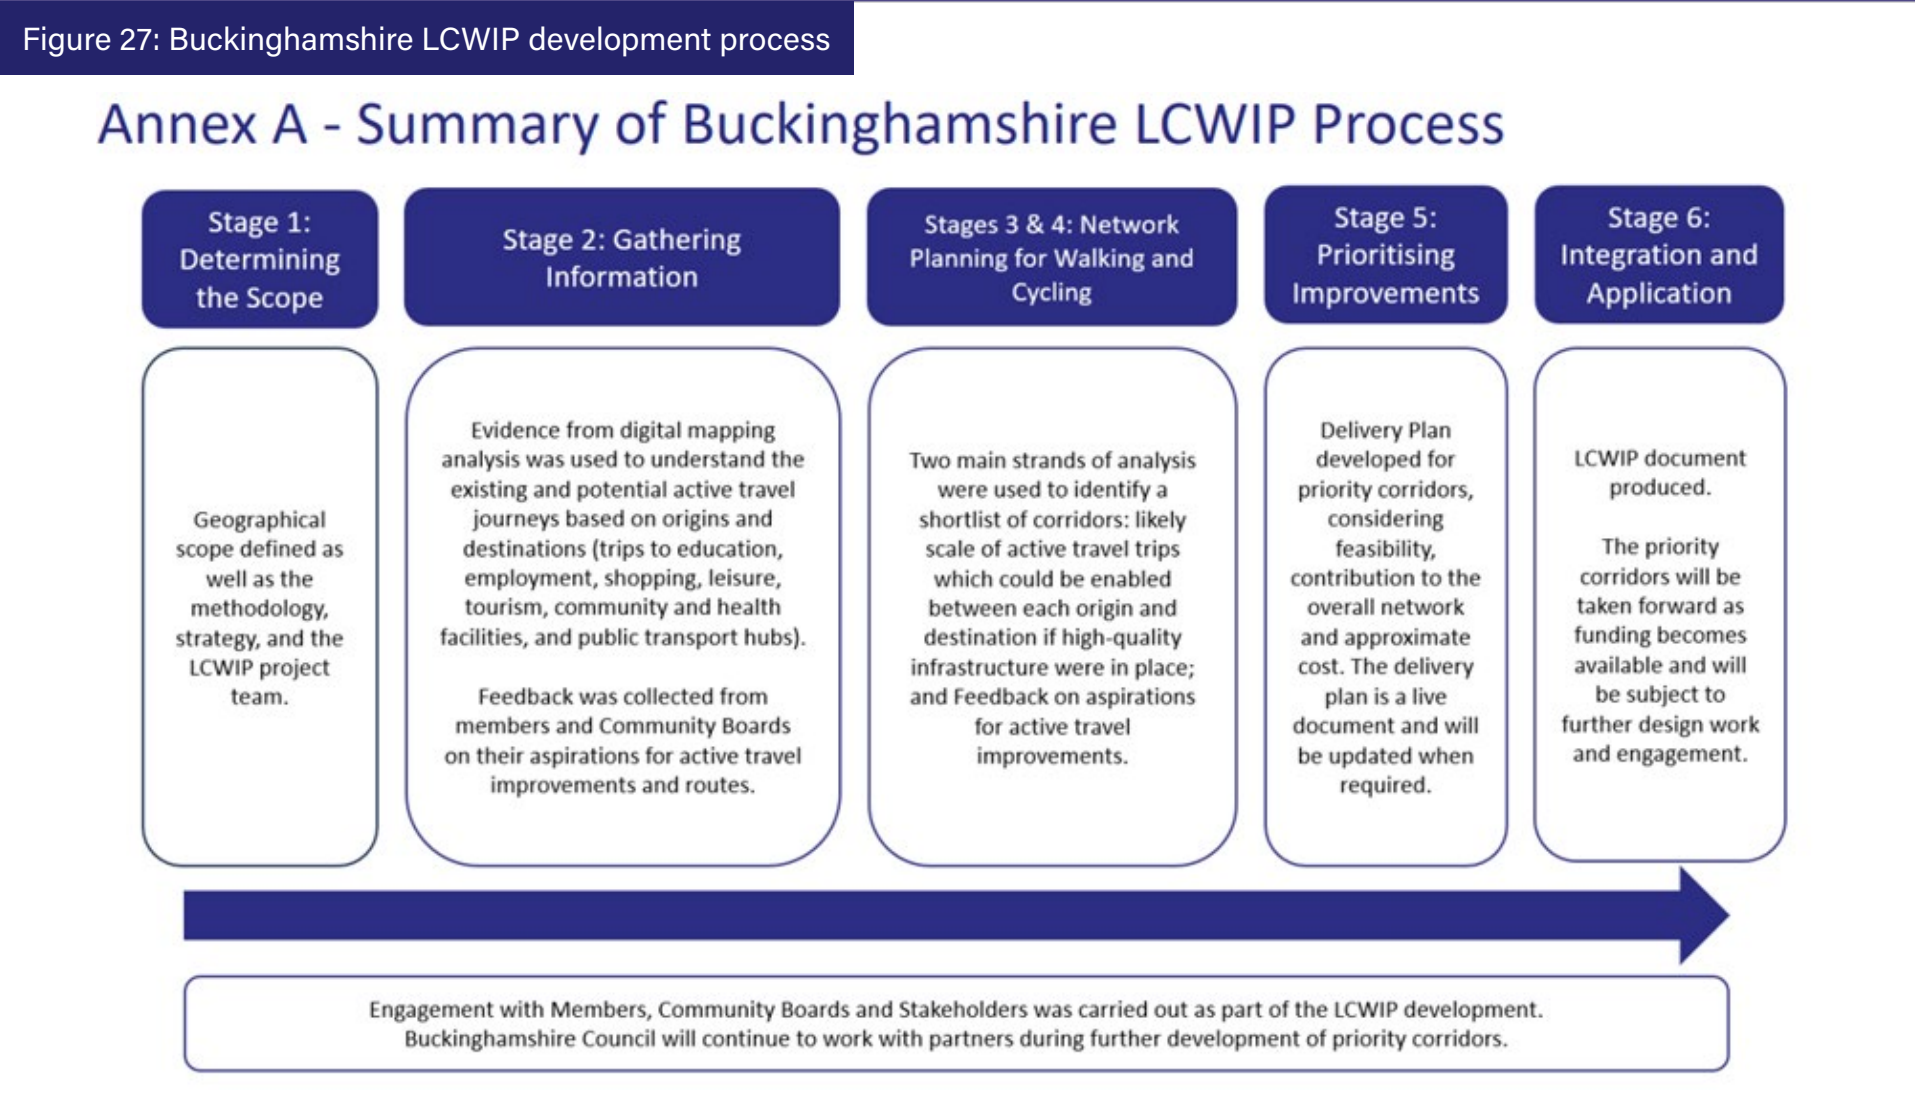 Figure 27: Buckinghamshire LCWIP development process
Annex A - Summary of Buckinghamshire LCWIP Process
Stage 1:
Determining
the Scope
Geographical
scope defined as
well as the
methodology,
strategy, and the
LCWIP project
team.
Stage 2: Gathering
Information
Evidence from digital mapping
analysis was used to understand the
existing and potential active travel
journeys based on origins and
destinations (trips to education,
employment, shopping, leisure,
tourism, community and health
facilities, and public transport hubs).
Feedback was collected from
members and Community Boards
on their aspirations for active travel
improvements and routes.
Stages 3 & 4: Network
Planning for Walking and
Cycling
Two main strands of analysis
were used to identify a
shortlist of corridors: likely
scale of active travel trips
which could be enabled
between each origin and
destination if high-quality
infrastructure were in place;
and Feedback on aspirations
for active travel
improvements.
Stage 5:
Prioritising
Improvements
Delivery Plan
developed for
priority corridors,
considering
feasibility,
contribution to the
overall network
and approximate
cost. The delivery
plan is a live
document and will
be updated when
required.
Stage 6:
Integration and
Application
LCWIP document
produced.
The priority
corridors will be
taken forward as
funding becomes
available and will
be subject to
further design work
and engagement.
Engagement with Members, Community Boards and Stakeholders was carried out as part of the LCWIP development.
Buckinghamshire Council will continue to work with partners during further development of priority corridors.